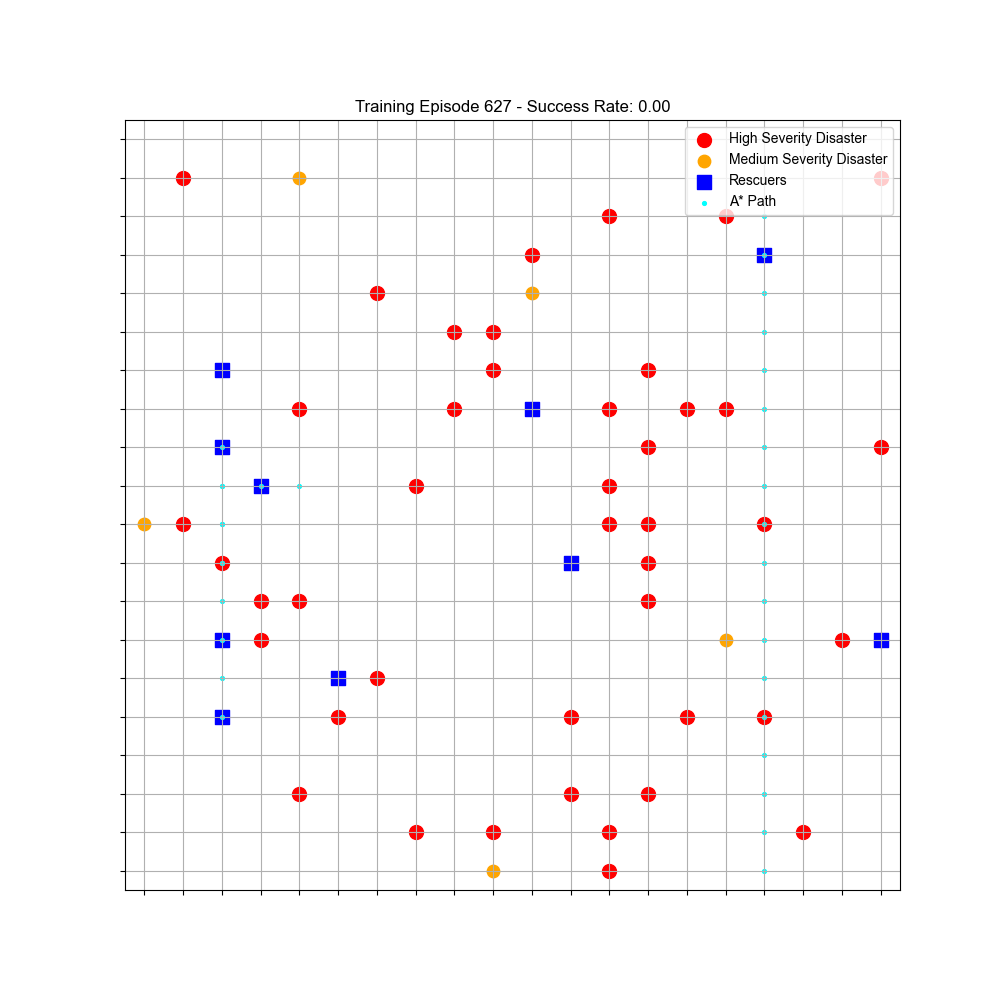 Training Episode 627 - Success Rate: 0.00
High Severity Disaster
Medium Severity Disaster
Rescuers
A* Path